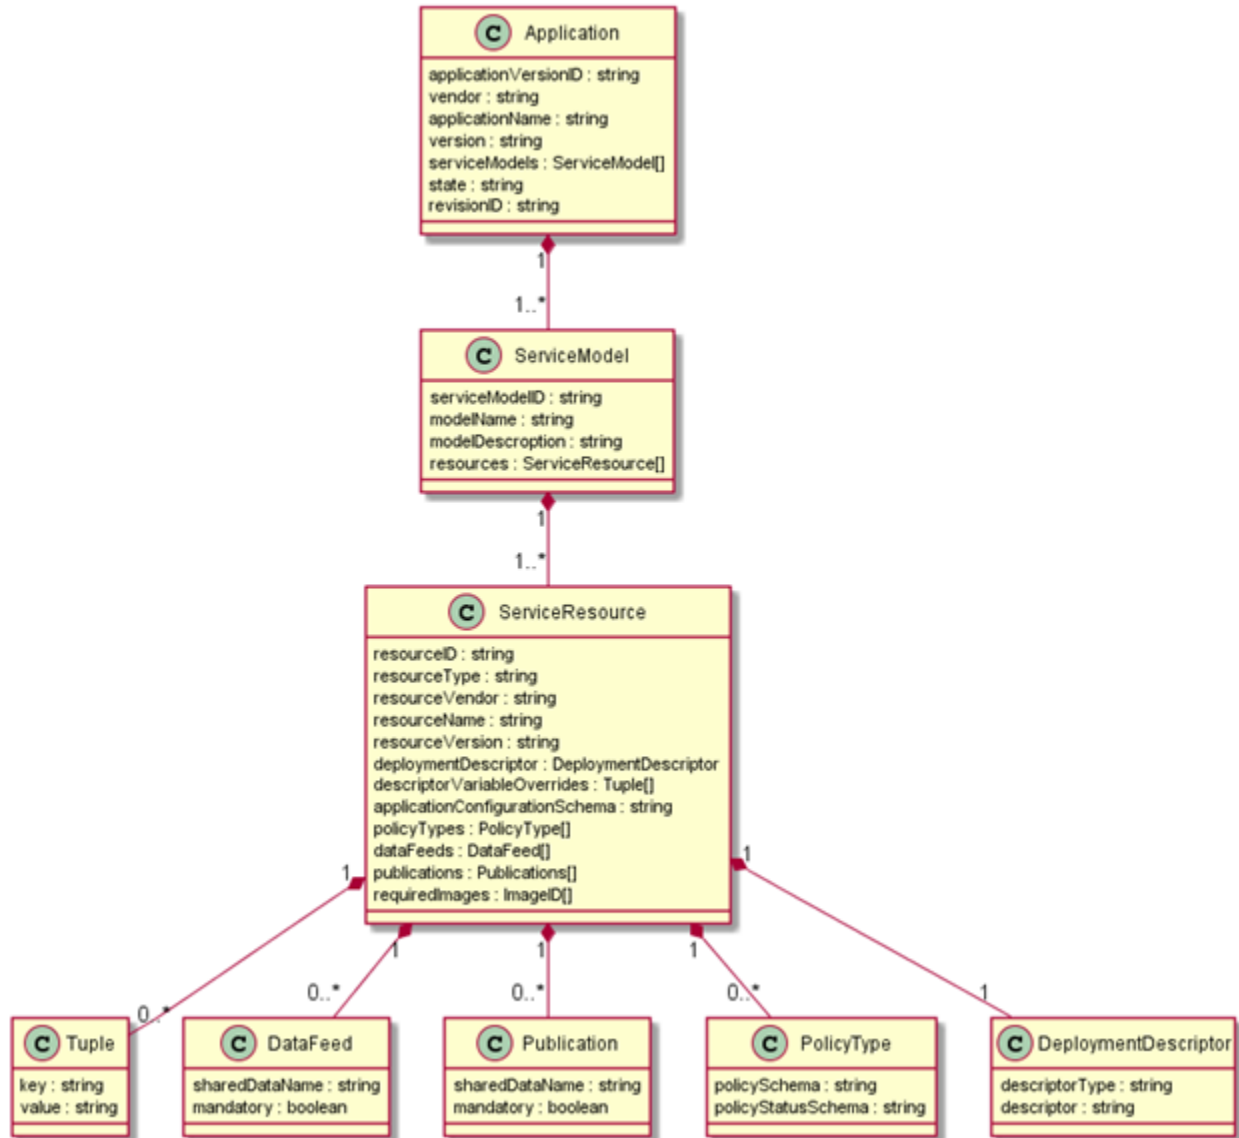 C Application
applicationVersionID : string
vendor : string
applicationName : string
version : string
serviceModels : ServiceModel[]
state : string
revisionID : string
1
1..*
C ServiceModel
serviceModelID : string
modelName : string
modelDescroption : string
resources : ServiceResource[]
1
1..*
C ServiceResource
resourceID : string
resourceType : string
resourceVendor : string
resourceName : string
resourceVersion : string
deploymentDescriptor : DeploymentDescriptor
descriptorVariableOverrides : Tuple[]
applicationConfigurationSchema : string
policyTypes : PolicyType[]
dataFeeds : DataFeed[]
publications : Publications[]
requiredImages : ImageID[]
1 1 1 1 1
0..* 0..* 0..* 0..* 1
C Tuple
key : string
value : string
C DataFeed
sharedDataName : string
mandatory : boolean
C Publication
sharedDataName : string
mandatory : boolean
C PolicyType
policySchema : string
policyStatusSchema : string
C DeploymentDescriptor
descriptorType : string
descriptor : string